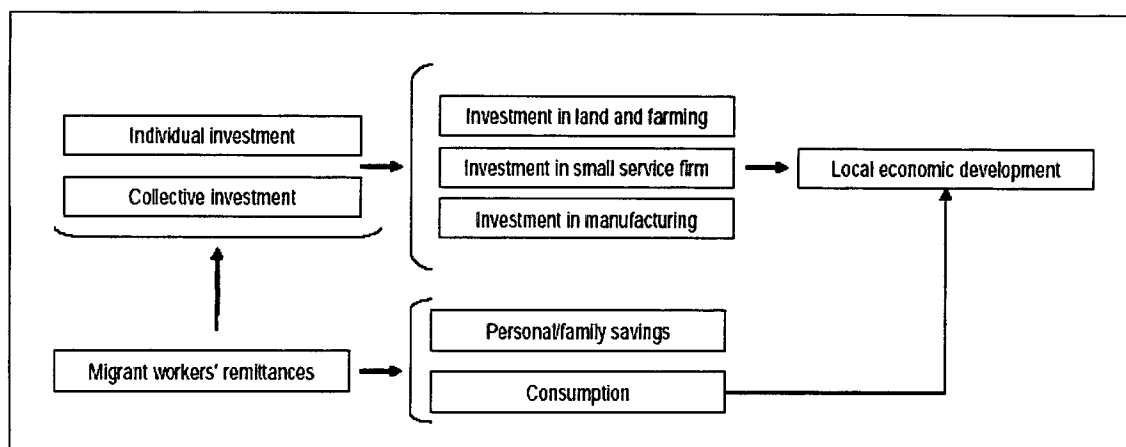 Individual investment
Collective investment
Migrant workers' remittances
Investment in land and farming
Investment in small service firm
Investment in manufacturing
Personal/family savings
Consumption
Local economic development